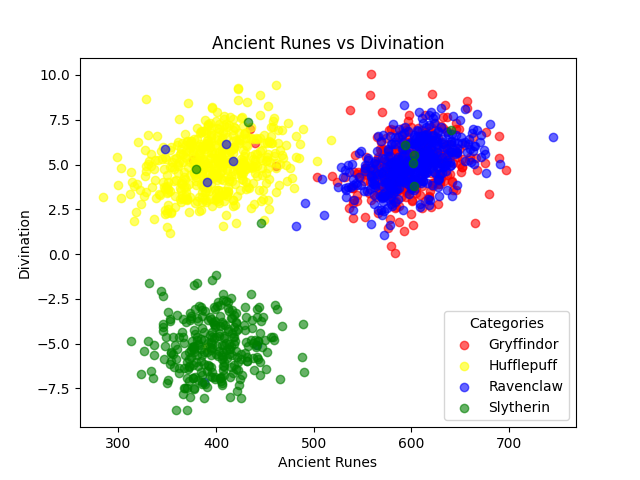 Ancient Runes vs Divination
Divination
10.0
7.5
5.0
2.5
0.0
−2.5
−5.0
−7.5
Categories
Gryffindor
Hufflepuff
Ravenclaw
Slytherin
300 400 500 600 700
Ancient Runes